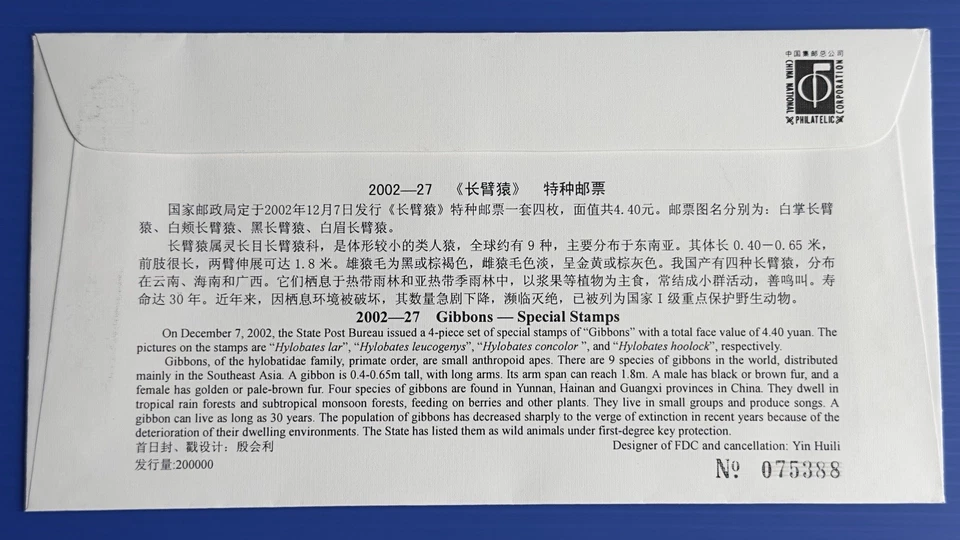 中国集邮总公司
CHINA NATIONAL
PHILATELIC
CORPORATION
2002—27 《长臂猿》 特种邮票
国家邮政局定于2002年12月7日发行《长臂猿》特种邮票一套四枚，面值共4.40元。邮票图名分别为：白掌长臂
猿、白颊长臂猿、黑长臂猿、白眉长臂猿。
长臂猿属灵长目长臂猿科，是体形较小的类人猿，全球约有 9 种，主要分布于东南亚。其体长 0.40－0.65 米，
前肢很长，两臂伸展可达 1.8 米。雄猿毛为黑或棕褐色，雌猿毛色淡，呈金黄或棕灰色。我国产有四种长臂猿，分布
在云南、海南和广西。它们栖息于热带雨林和亚热带季雨林中，以浆果等植物为主食，常结成小群活动，善鸣叫。寿
命达 30 年。近年来，因栖息环境被破坏，其数量急剧下降，濒临灭绝，已被列为国家 I 级重点保护野生动物。
2002—27 Gibbons — Special Stamps
On December 7, 2002, the State Post Bureau issued a 4-piece set of special stamps of “Gibbons” with a total face value of 4.40 yuan. The
pictures on the stamps are “Hylobates lar”, “Hylobates leucogenys”, “Hylobates concolor ”, and “Hylobates hoolock”, respectively.
Gibbons, of the hylobatidae family, primate order, are small anthropoid apes. There are 9 species of gibbons in the world, distributed
mainly in the Southeast Asia. A gibbon is 0.4-0.65m tall, with long arms. Its arm span can reach 1.8m. A male has black or brown fur, and a
female has golden or pale-brown fur. Four species of gibbons are found in Yunnan, Hainan and Guangxi provinces in China. They dwell in
tropical rain forests and subtropical monsoon forests, feeding on berries and other plants. They live in small groups and produce songs. A
gibbon can live as long as 30 years. The population of gibbons has decreased sharply to the verge of extinction in recent years because of the
deterioration of their dwelling environments. The State has listed them as wild animals under first-degree key protection.
首日封、戳设计：殷会利 Designer of FDC and cancellation: Yin Huili
发行量:200000 Nº 075388